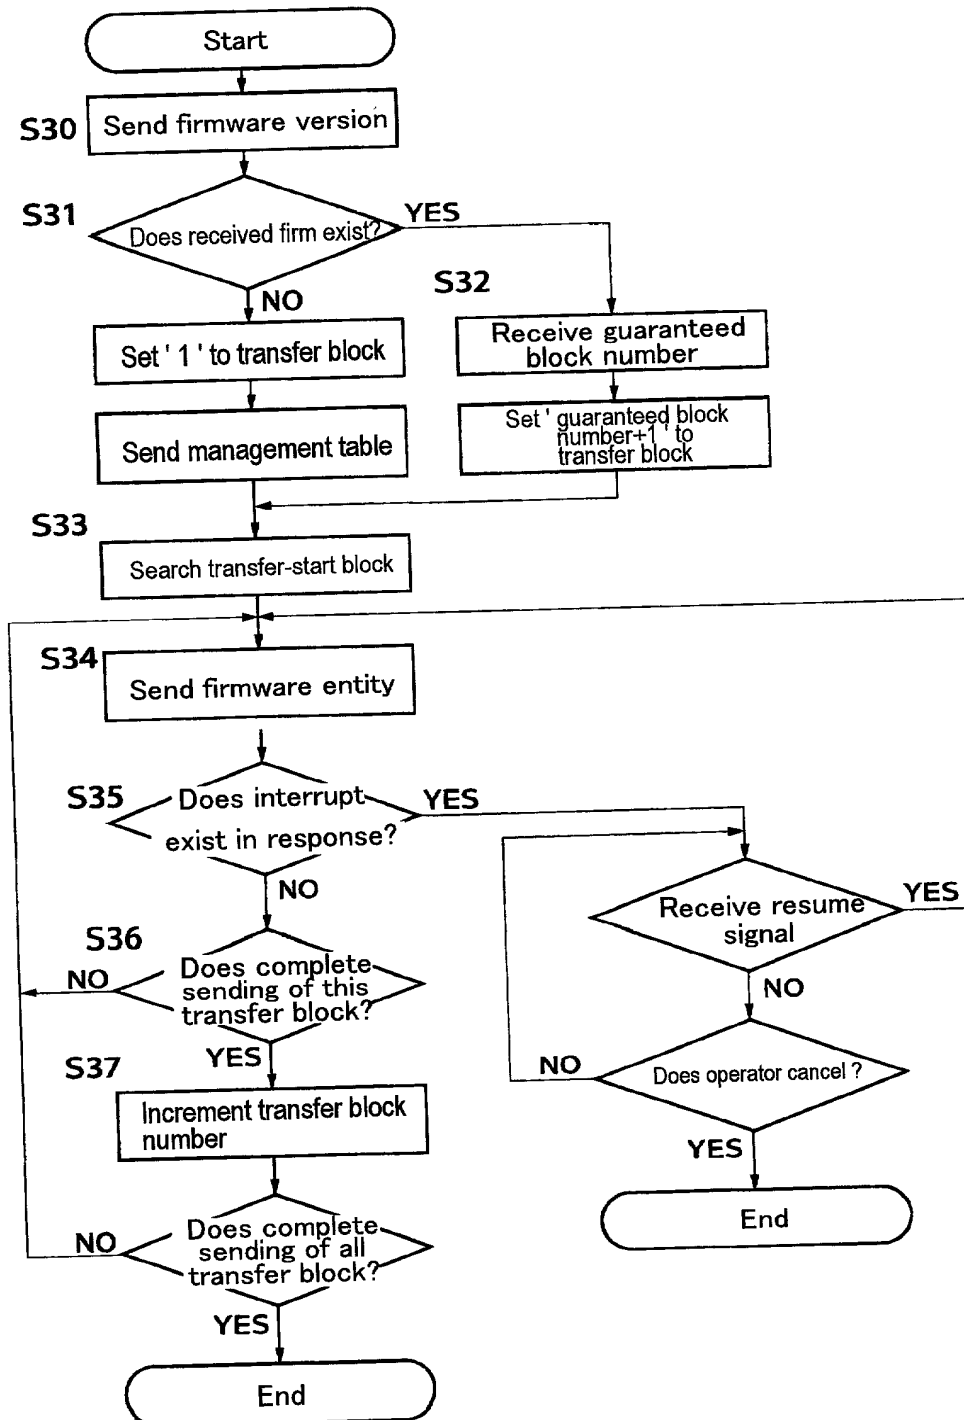 Start
S30
Send firmware version
S31
Does received firm exist?
YES
NO
S32
Set ' 1 ' to transfer block
Receive guaranteed
block number
Send management table
Set ' guaranteed block
number+1 ' to
transfer block
S33
Search transfer-start block
S34
Send firmware entity
S35
Does interrupt
exist in response?
YES
NO
Receive resume
signal
YES
NO
S36
Does complete
sending of this
transfer block?
NO
YES
Does operator cancel ?
NO
YES
S37
Increment transfer block
number
End
Does complete
sending of all
transfer block?
NO
YES
End